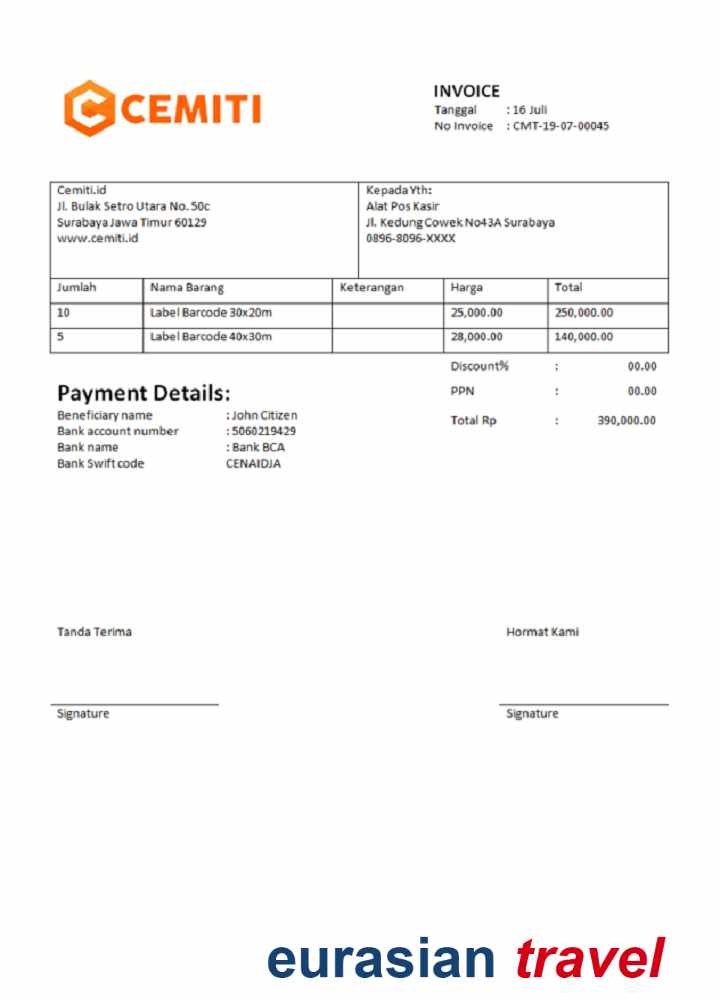 CEMITI
INVOICE
Tanggal : 16 Juli
No Invoice : CMT-19-07-00045
Cemiti.id
Jl. Bulak Setro Utara No. 50c
Surabaya Jawa Timur 60129
www.cemiti.id
Kepada Yth:
Alat Pos Kasir
Jl. Kedung Cowek No43A Surabaya
0896-8096-XXXX
Jumlah Nama Barang Keterangan Harga Total
10 Label Barcode 30x20m 25,000.00 250,000.00
5 Label Barcode 40x30m 28,000.00 140,000.00
Discount% : 00.00
PPN : 00.00
Total Rp : 390,000.00
Payment Details:
Beneficiary name : John Citizen
Bank account number : 5060219429
Bank name : Bank BCA
Bank Swift code CENAIDJA
Tanda Terima Hormat Kami
Signature Signature
eurasian travel